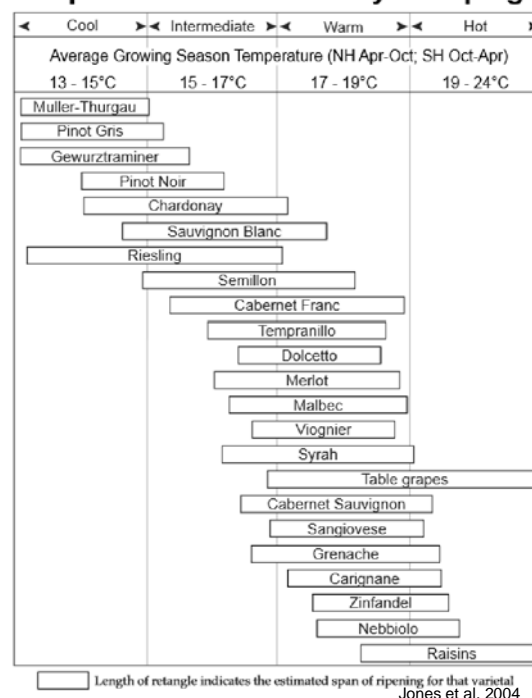 Cool Intermediate Warm Hot
Average Growing Season Temperature (NH Apr-Oct; SH Oct-Apr)
13 - 15°C 15 - 17°C 17 - 19°C 19 - 24°C
Muller-Thurgau
Pinot Gris
Gewurztraminer
Pinot Noir
Chardonay
Sauvignon Blanc
Riesling
Semillon
Cabernet Franc
Tempranillo
Dolcetto
Merlot
Malbec
Viognier
Syrah
Table grapes
Cabernet Sauvignon
Sangiovese
Grenache
Carignane
Zinfandel
Nebbiolo
Raisins
Length of retangle indicates the estimated span of ripening for that varietal
Jones et al. 2004